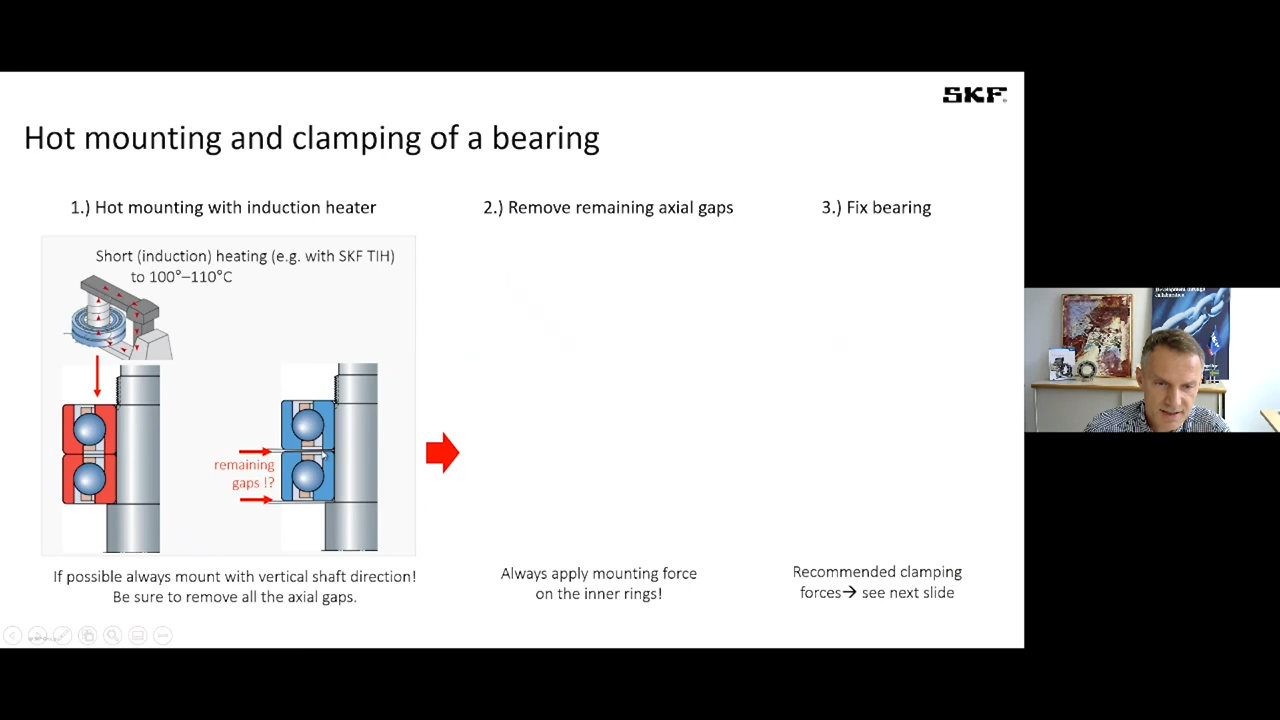 SKF
Hot mounting and clamping of a bearing
1.) Hot mounting with induction heater
2.) Remove remaining axial gaps
3.) Fix bearing
Short (induction) heating (e.g. with SKF TIH)
to 100°–110°C
remaining
gaps !?
If possible always mount with vertical shaft direction!
Be sure to remove all the axial gaps.
Always apply mounting force
on the inner rings!
Recommended clamping
forces→ see next slide
collaboration